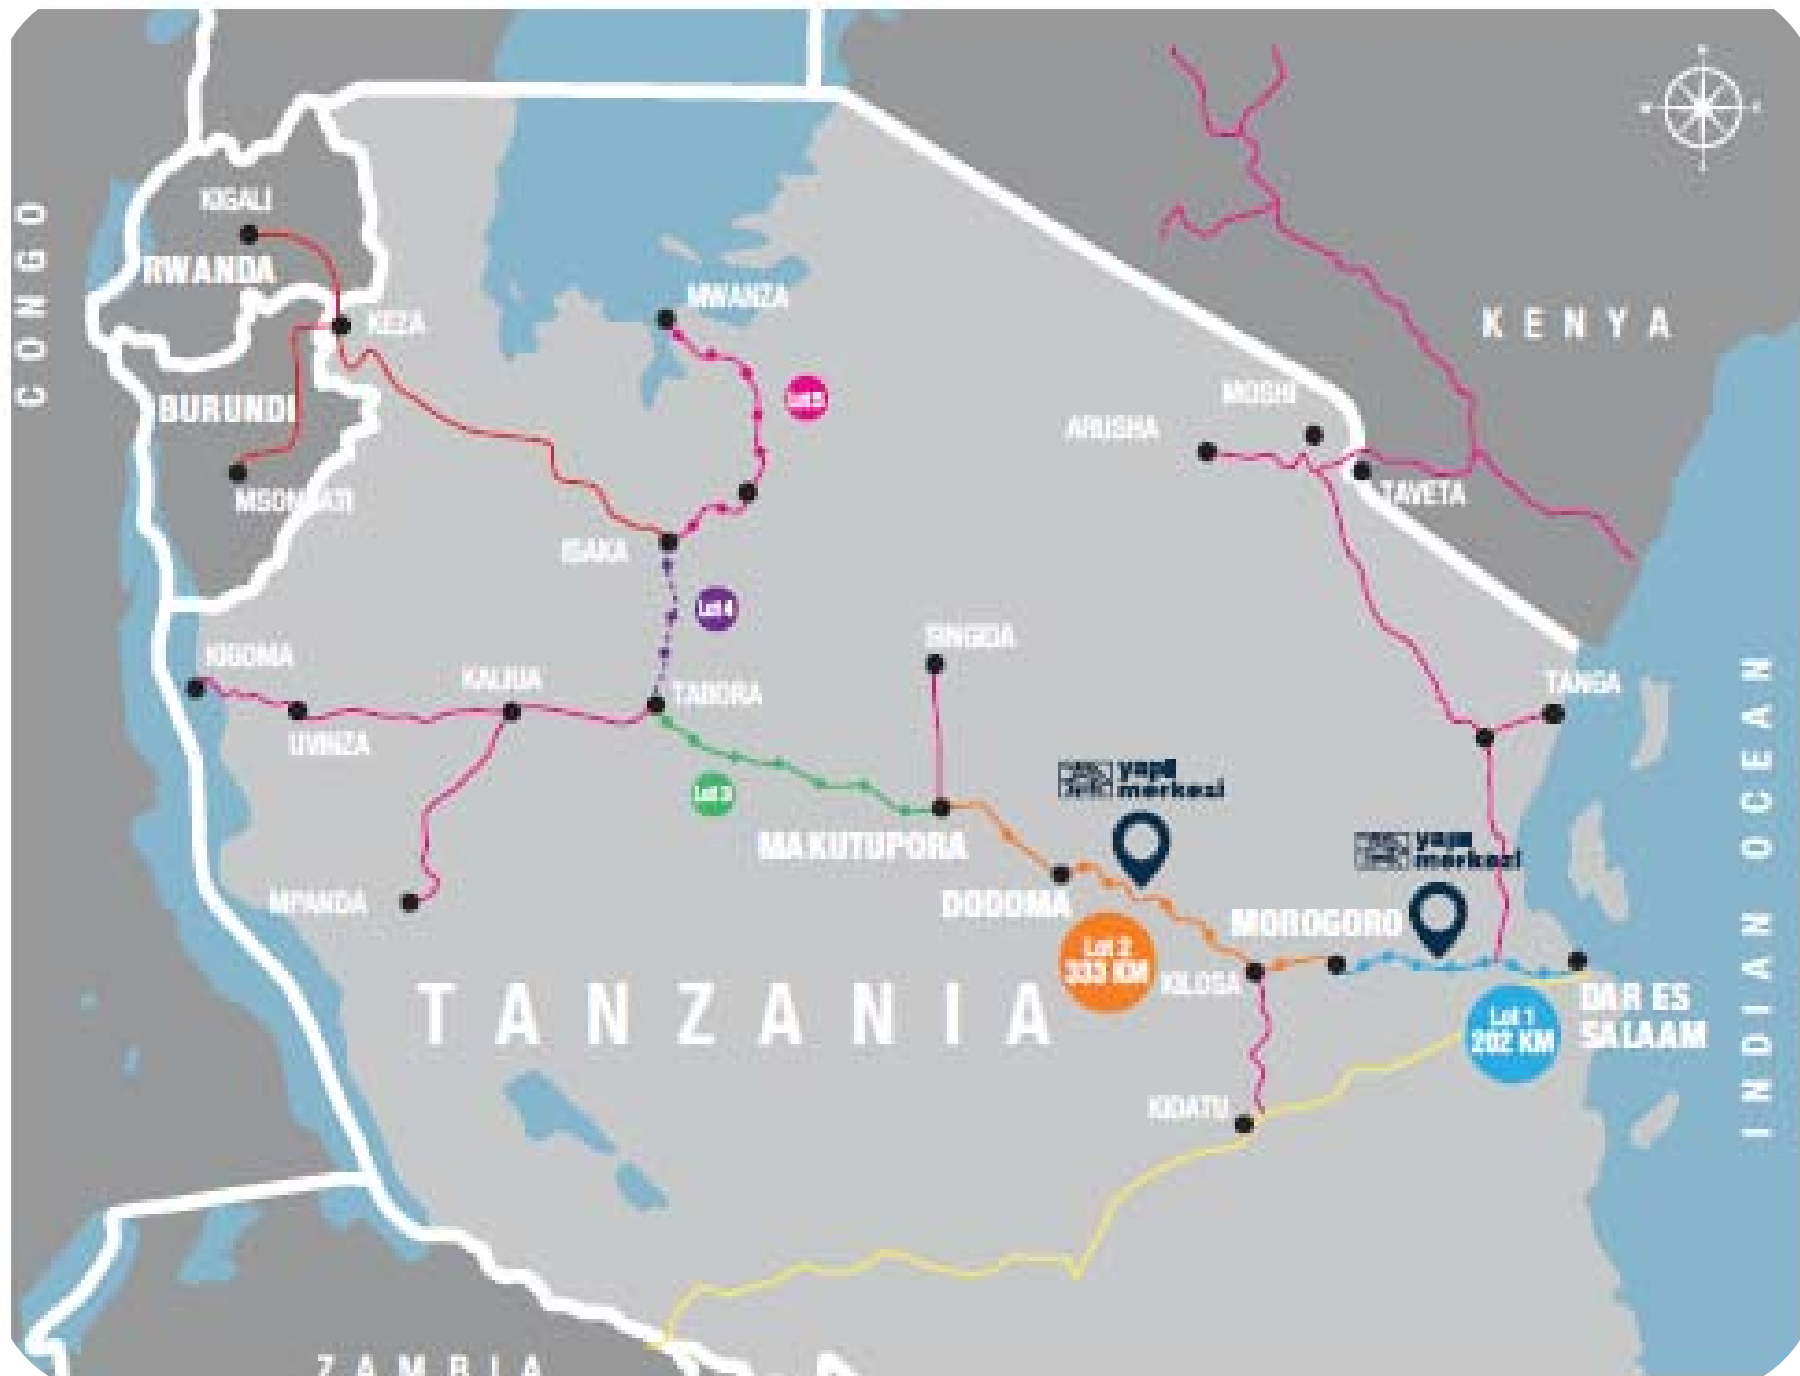 KIGALI
CONGO
RWANDA
MWANZA
KEZA
KENYA
Lot 5
MOSHI
BURUNDI
ARUSHA
TAVETA
ISAKA
Lot 4
SINGIDA
KIGOMA
KALIUA
TABORA
TANGA
UVINZA
INDIAN OCEAN
Lot 3
yapı
merkezi
MAKUTUPORA
yapı
merkezi
MPANDA
DODOMA
MOROGORO
Lot 2
333 KM
KILOSA
TANZANIA
DAR ES
SALAAM
Lot 1
202 KM
KIDATU
ZAMBIA